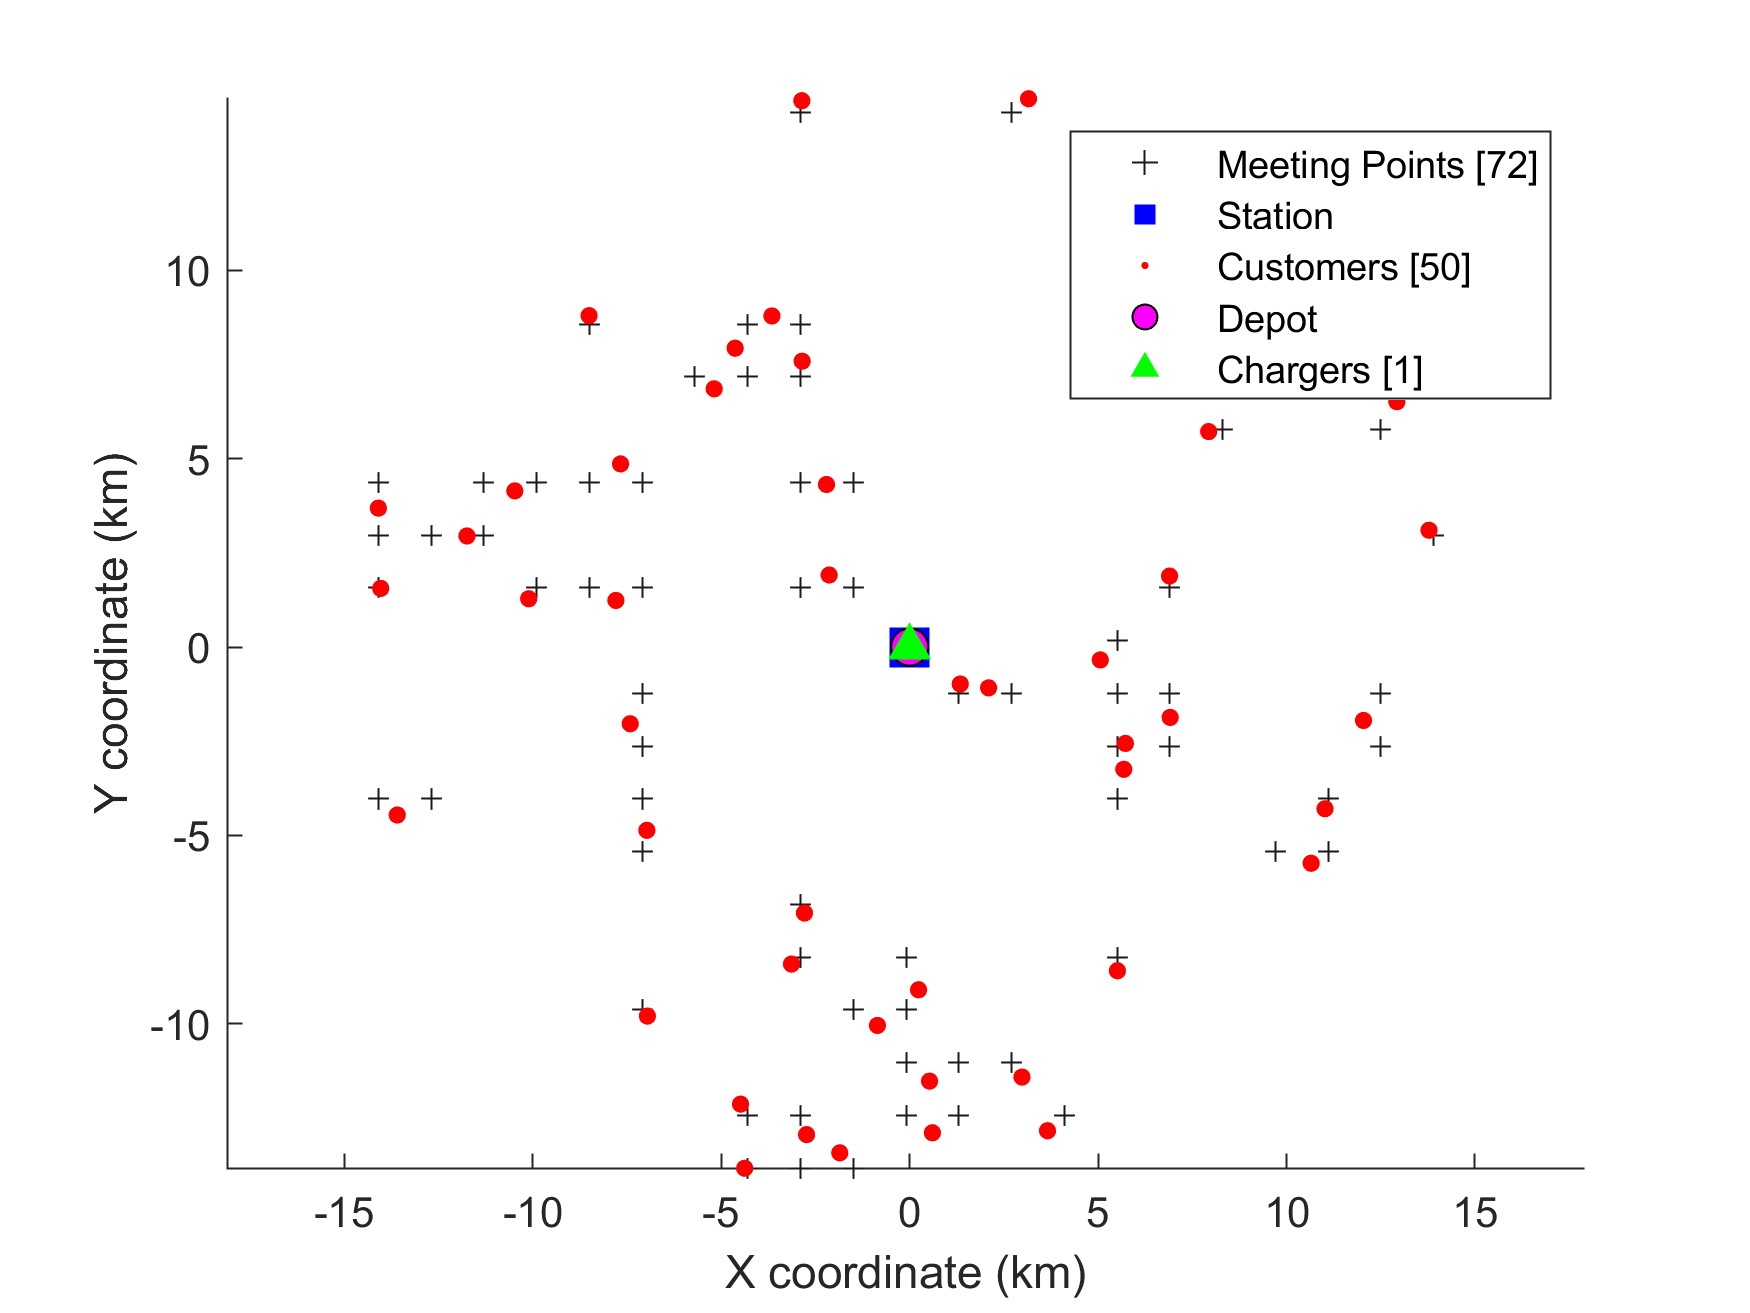 Meeting Points [72]
Station
Customers [50]
Depot
Chargers [1]
10
5
0
-5
-10
Y coordinate (km)
-15 -10 -5 0 5 10 15
X coordinate (km)